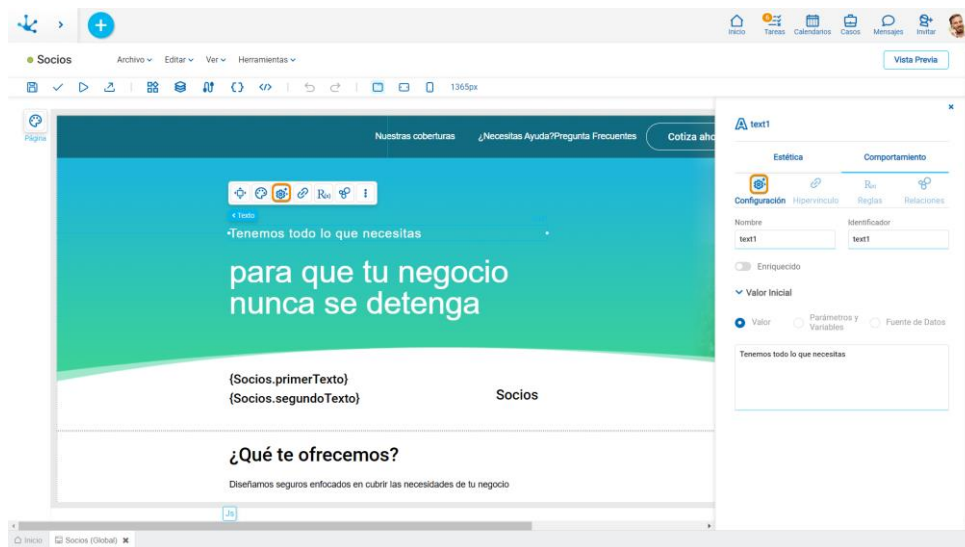 6
Inicio Tareas Calendarios Casos Mensajes Invitar
Socios Archivo Editar Ver Herramientas Vista Previa
1365px
Página
Nuestras coberturas ¿Necesitas Ayuda?Pregunta Frecuentes Cotiza aho
R
Texto
Tenemos todo lo que necesitas
para que tu negocio
nunca se detenga
{Socios.primerTexto}
{Socios.segundoTexto}
Socios
¿Qué te ofrecemos?
Diseñamos seguros enfocados en cubrir las necesidades de tu negocio
Js
text1
Estética Comportamiento
Configuración Hipervínculo Reglas Relaciones
Nombre Identificador
text1 text1
Enriquecido
Valor Inicial
Valor Parámetros y Variables Fuente de Datos
Tenemos todo lo que necesitas
Inicio Socios (Global)